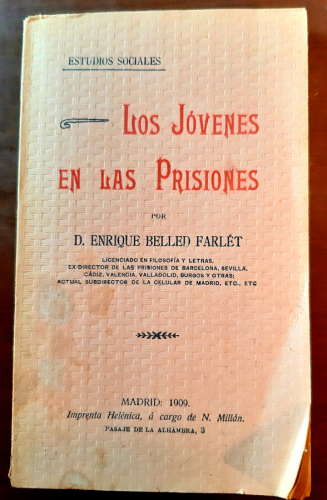 ESTUDIOS SOCIALES
LOS JÓVENES
EN LAS PRISIONES
POR
D. ENRIQUE BELLED FARLÉT
LICENCIADO EN FILOSOFÍA Y LETRAS,
EX-DIRECTOR DE LAS PRISIONES DE BARCELONA, SEVILLA,
CÁDIZ, VALENCIA, VALLADOLID, BURGOS Y OTRAS;
ACTUAL SUBDIRECTOR DE LA CELULAR DE MADRID, ETC., ETC
MADRID: 1909.
Imprenta Helénica, á cargo de N. Millán.
PASAJE DE LA ALHAMBRA, 3